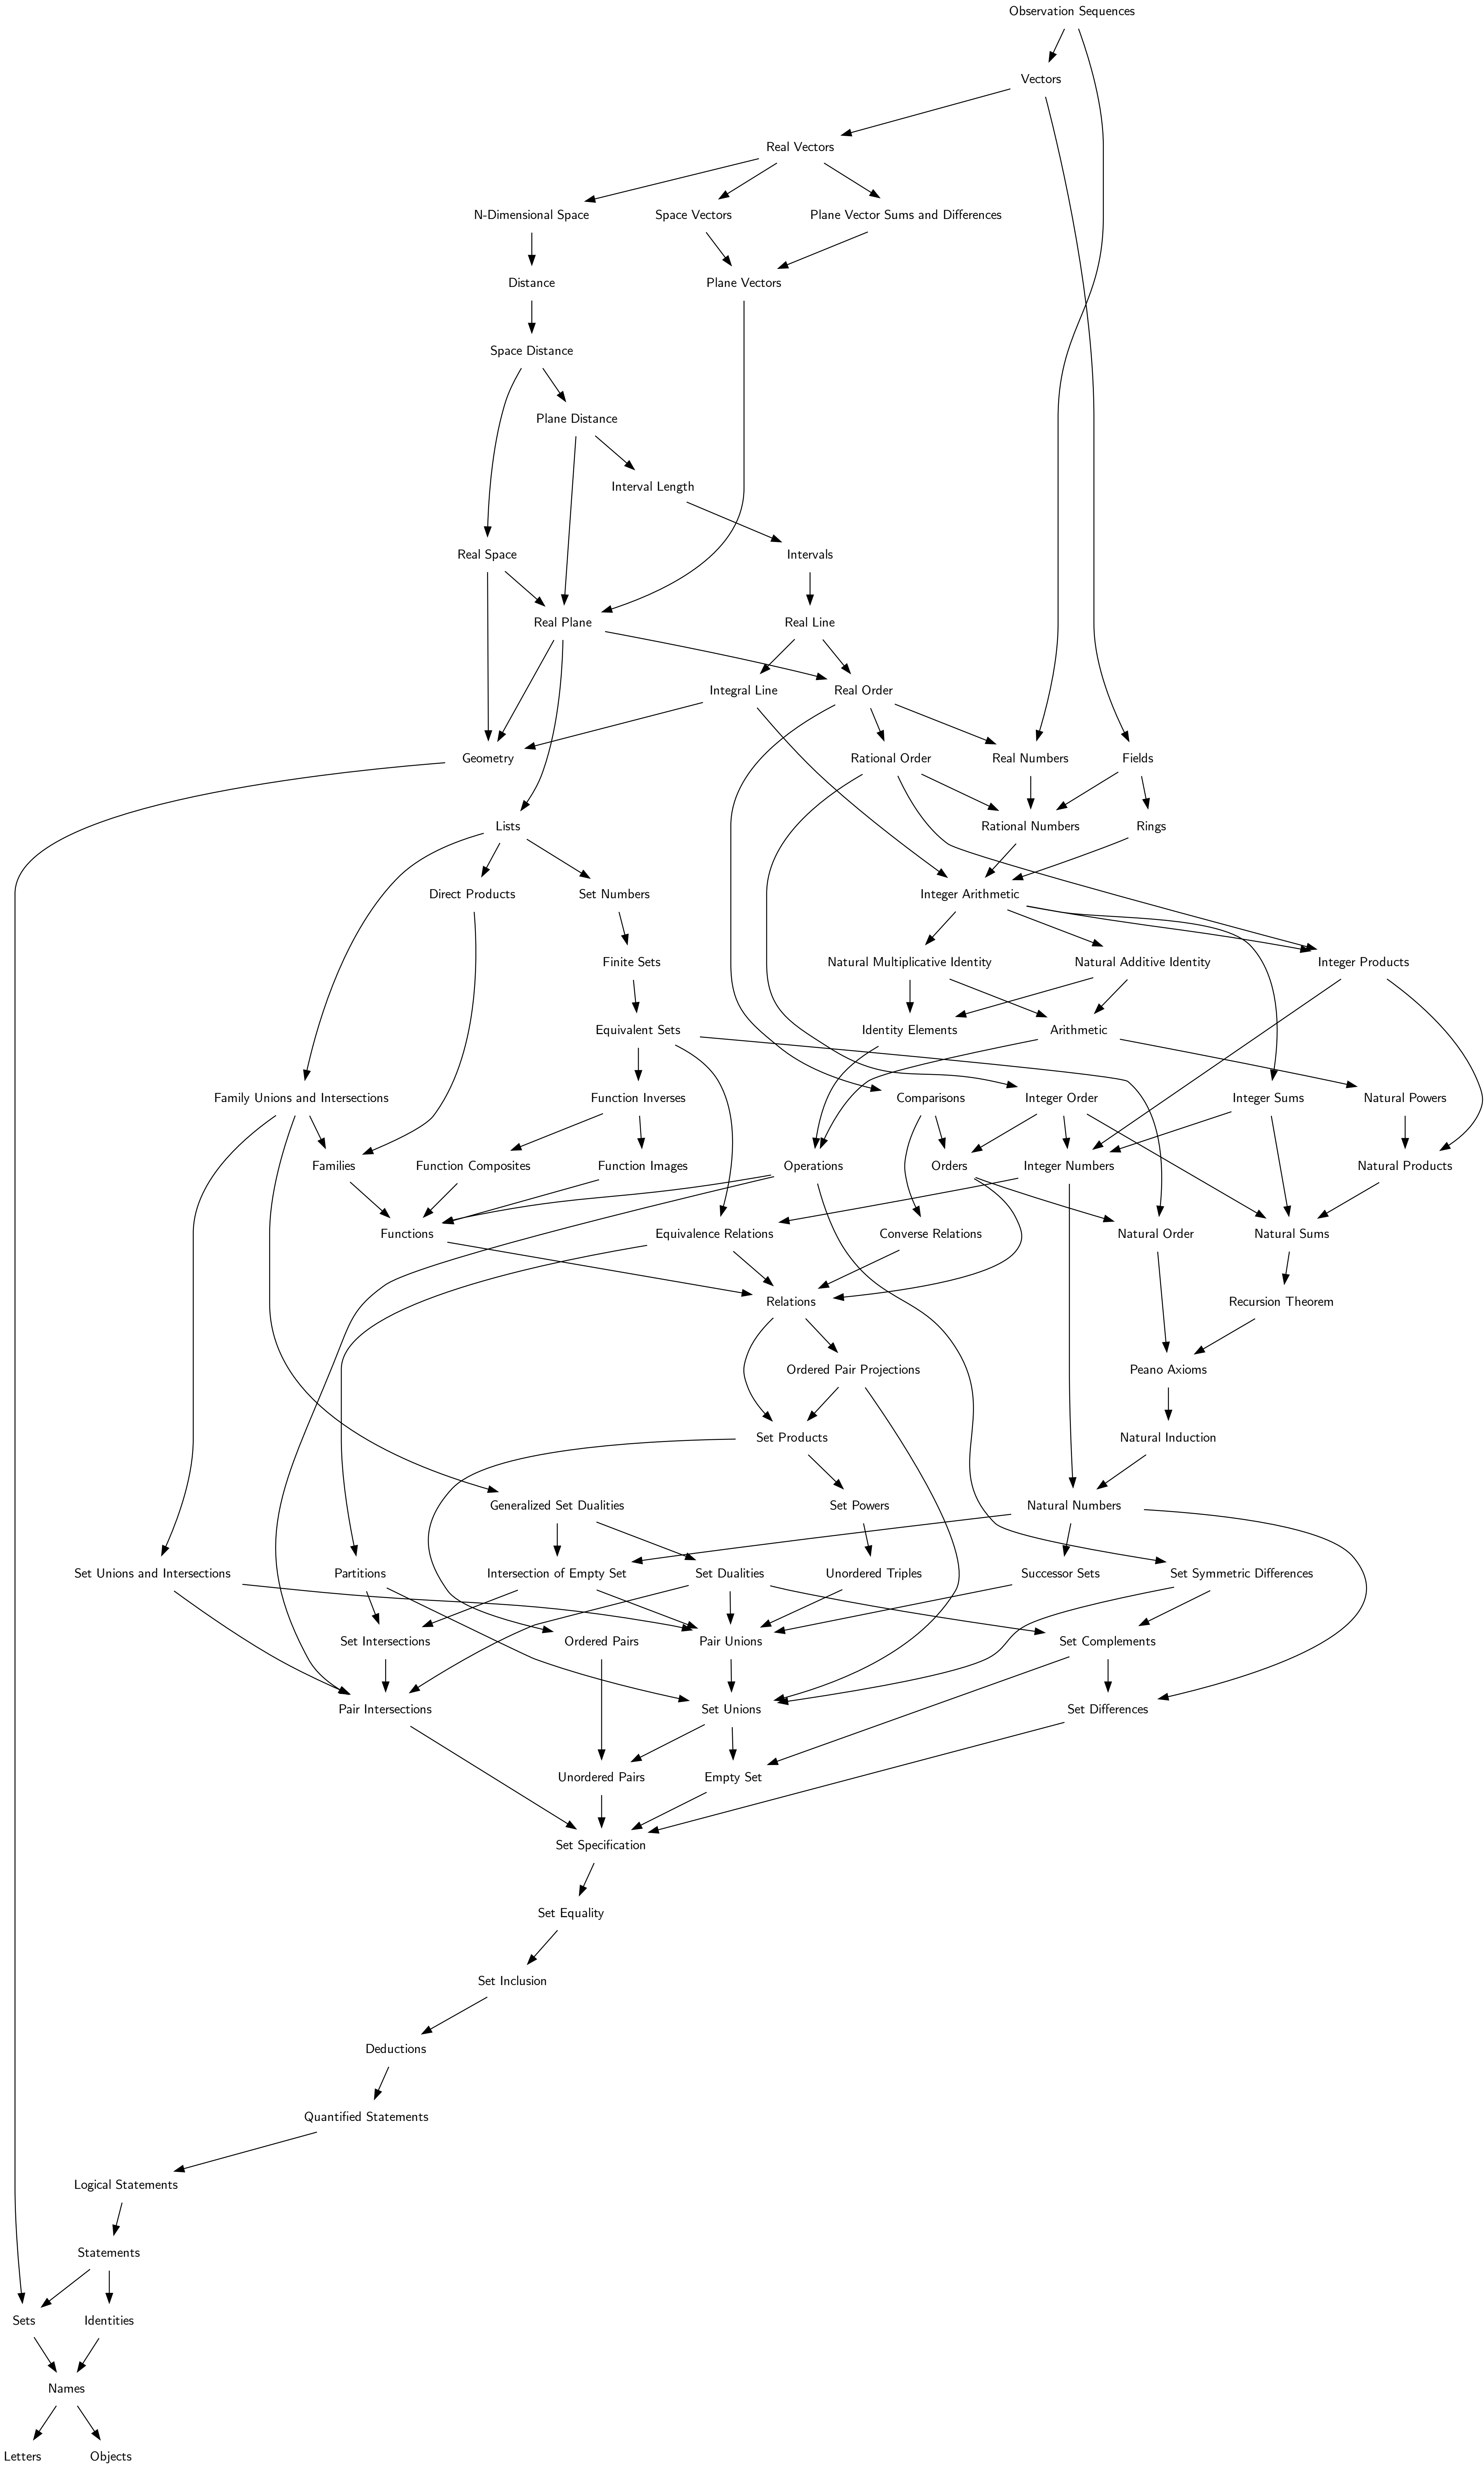 Observation Sequences
Vectors
Real Vectors
N-Dimensional Space
Space Vectors
Plane Vector Sums and Differences
Distance
Plane Vectors
Space Distance
Plane Distance
Interval Length
Real Space
Intervals
Real Plane
Real Line
Integral Line
Real Order
Geometry
Rational Order
Real Numbers
Fields
Lists
Rational Numbers
Rings
Direct Products
Set Numbers
Integer Arithmetic
Finite Sets
Natural Multiplicative Identity
Natural Additive Identity
Integer Products
Equivalent Sets
Identity Elements
Arithmetic
Family Unions and Intersections
Function Inverses
Comparisons
Integer Order
Integer Sums
Natural Powers
Families
Function Composites
Function Images
Operations
Orders
Integer Numbers
Natural Products
Functions
Equivalence Relations
Converse Relations
Natural Order
Natural Sums
Relations
Recursion Theorem
Ordered Pair Projections
Peano Axioms
Set Products
Natural Induction
Generalized Set Dualities
Set Powers
Natural Numbers
Set Unions and Intersections
Partitions
Intersection of Empty Set
Set Dualities
Unordered Triples
Successor Sets
Set Symmetric Differences
Set Intersections
Ordered Pairs
Pair Unions
Set Complements
Pair Intersections
Set Unions
Set Differences
Unordered Pairs
Empty Set
Set Specification
Set Equality
Set Inclusion
Deductions
Quantified Statements
Logical Statements
Statements
Sets
Identities
Names
Letters
Objects